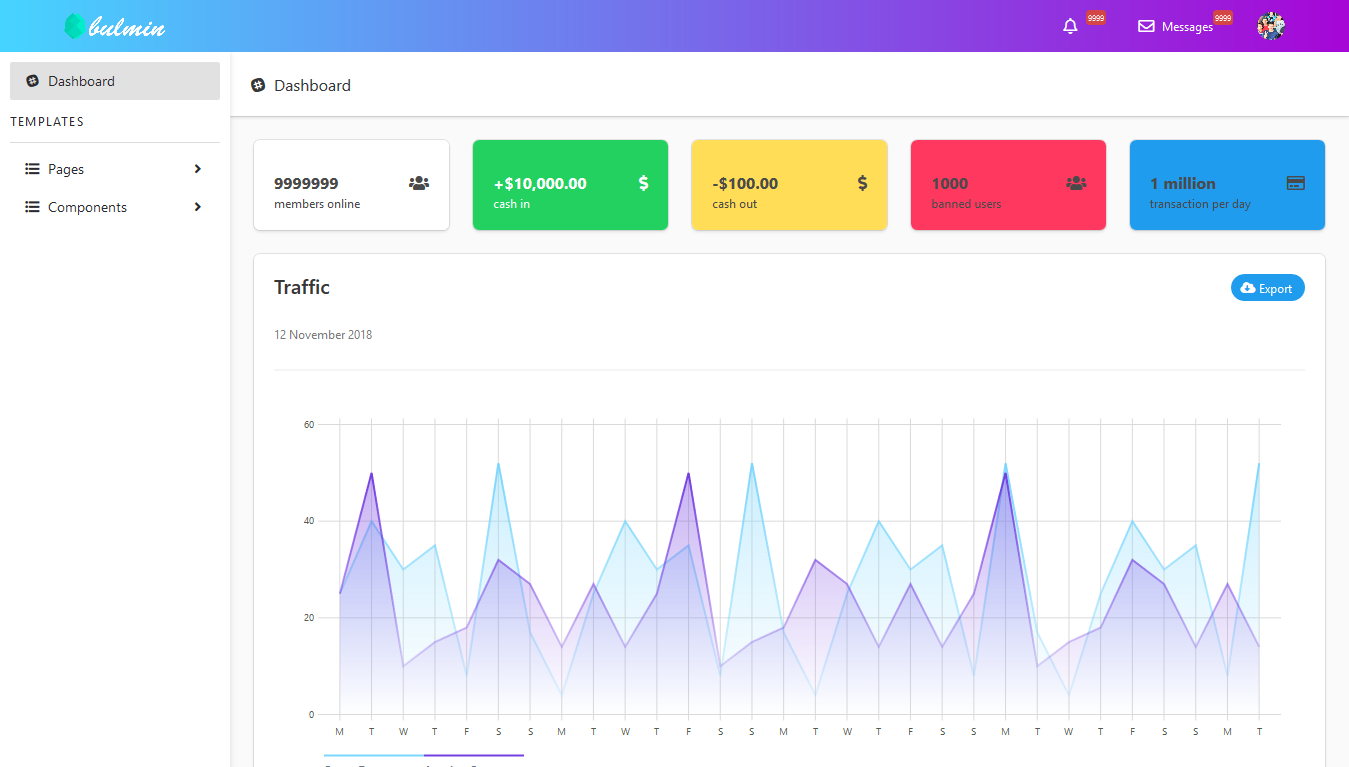 bulmin
9999
Messages
9999
Dashboard
TEMPLATES
Pages
Components
Dashboard
9999999
members online
+$10,000.00
cash in
-$100.00
cash out
1000
banned users
1 million
transaction per day
Traffic
Export
12 November 2018
60
40
20
0
M T W T F S S M T W T F S S M T W T F S S M T W T F S S M T